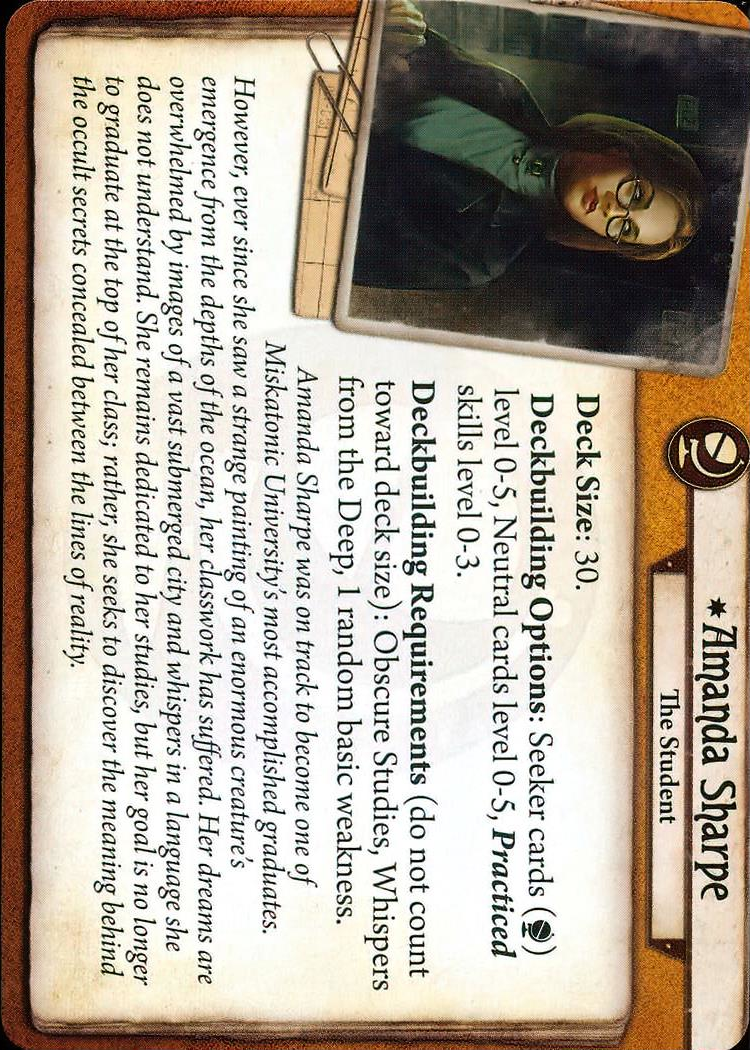 ✷Amanda Sharpe
The Student
Deck Size: 30.
Deckbuilding Options: Seeker cards ()
level 0-5, Neutral cards level 0-5, Practiced
skills level 0-3.
Deckbuilding Requirements (do not count
toward deck size): Obscure Studies, Whispers
from the Deep, 1 random basic weakness.
Amanda Sharpe was on track to become one of
Miskatonic University's most accomplished graduates.
However, ever since she saw a strange painting of an enormous creature's
emergence from the depths of the ocean, her classwork has suffered. Her dreams are
overwhelmed by images of a vast submerged city and whispers in a language she
does not understand. She remains dedicated to her studies, but her goal is no longer
to graduate at the top of her class; rather, she seeks to discover the meaning behind
the occult secrets concealed between the lines of reality.